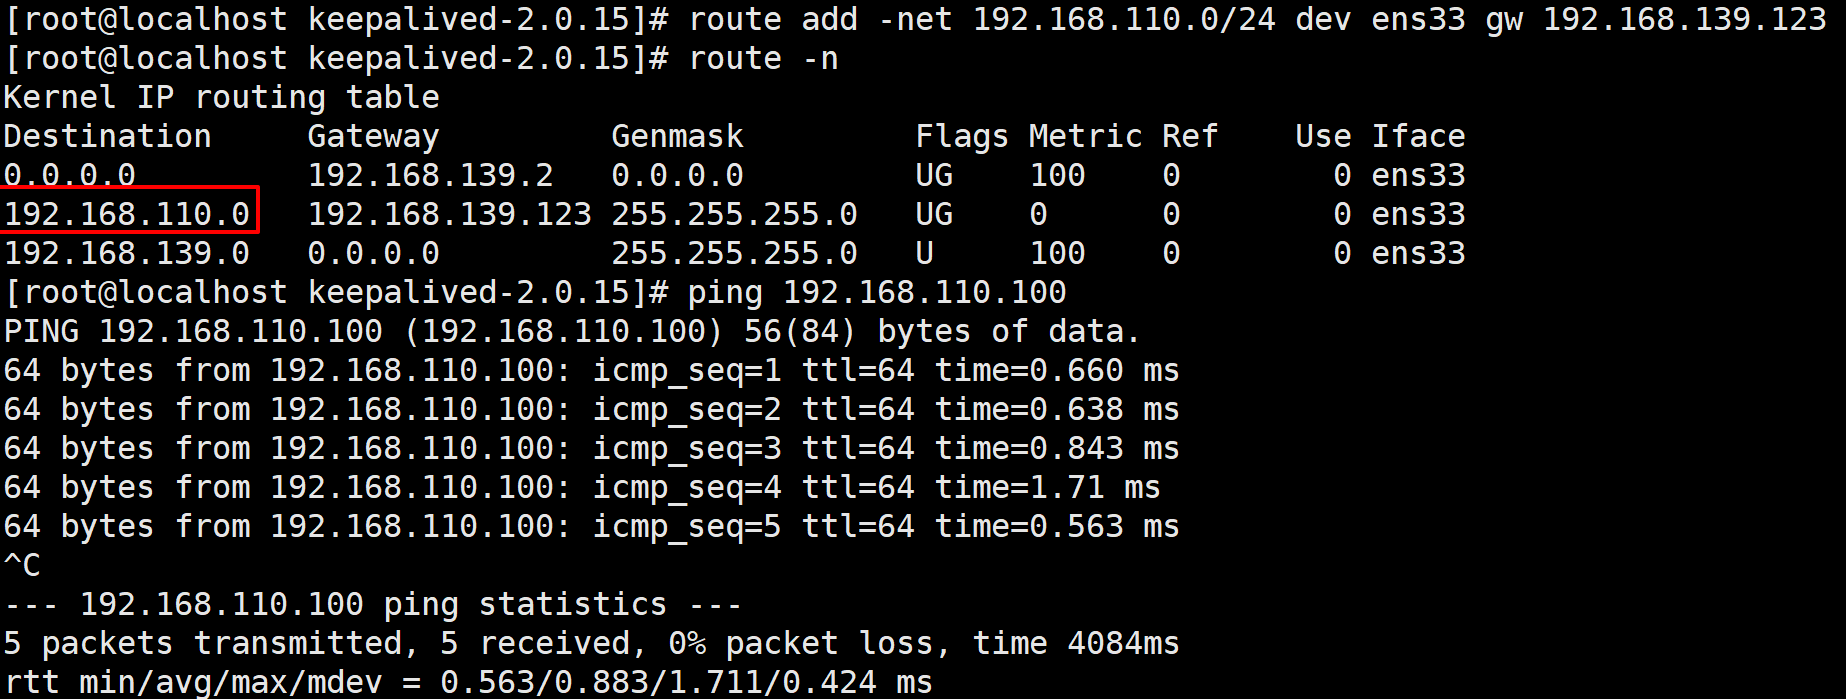 [root@localhost keepalived-2.0.15]# route add -net 192.168.110.0/24 dev ens33 gw 192.168.139.123
[root@localhost keepalived-2.0.15]# route -n
Kernel IP routing table
Destination     Gateway         Genmask         Flags Metric Ref    Use Iface
0.0.0.0         192.168.139.2   0.0.0.0         UG    100    0        0 ens33
192.168.110.0   192.168.139.123 255.255.255.0   UG    0      0        0 ens33
192.168.139.0   0.0.0.0         255.255.255.0   U     100    0        0 ens33
[root@localhost keepalived-2.0.15]# ping 192.168.110.100
PING 192.168.110.100 (192.168.110.100) 56(84) bytes of data.
64 bytes from 192.168.110.100: icmp_seq=1 ttl=64 time=0.660 ms
64 bytes from 192.168.110.100: icmp_seq=2 ttl=64 time=0.638 ms
64 bytes from 192.168.110.100: icmp_seq=3 ttl=64 time=0.843 ms
64 bytes from 192.168.110.100: icmp_seq=4 ttl=64 time=1.71 ms
64 bytes from 192.168.110.100: icmp_seq=5 ttl=64 time=0.563 ms
^C
--- 192.168.110.100 ping statistics ---
5 packets transmitted, 5 received, 0% packet loss, time 4084ms
rtt min/avg/max/mdev = 0.563/0.883/1.711/0.424 ms